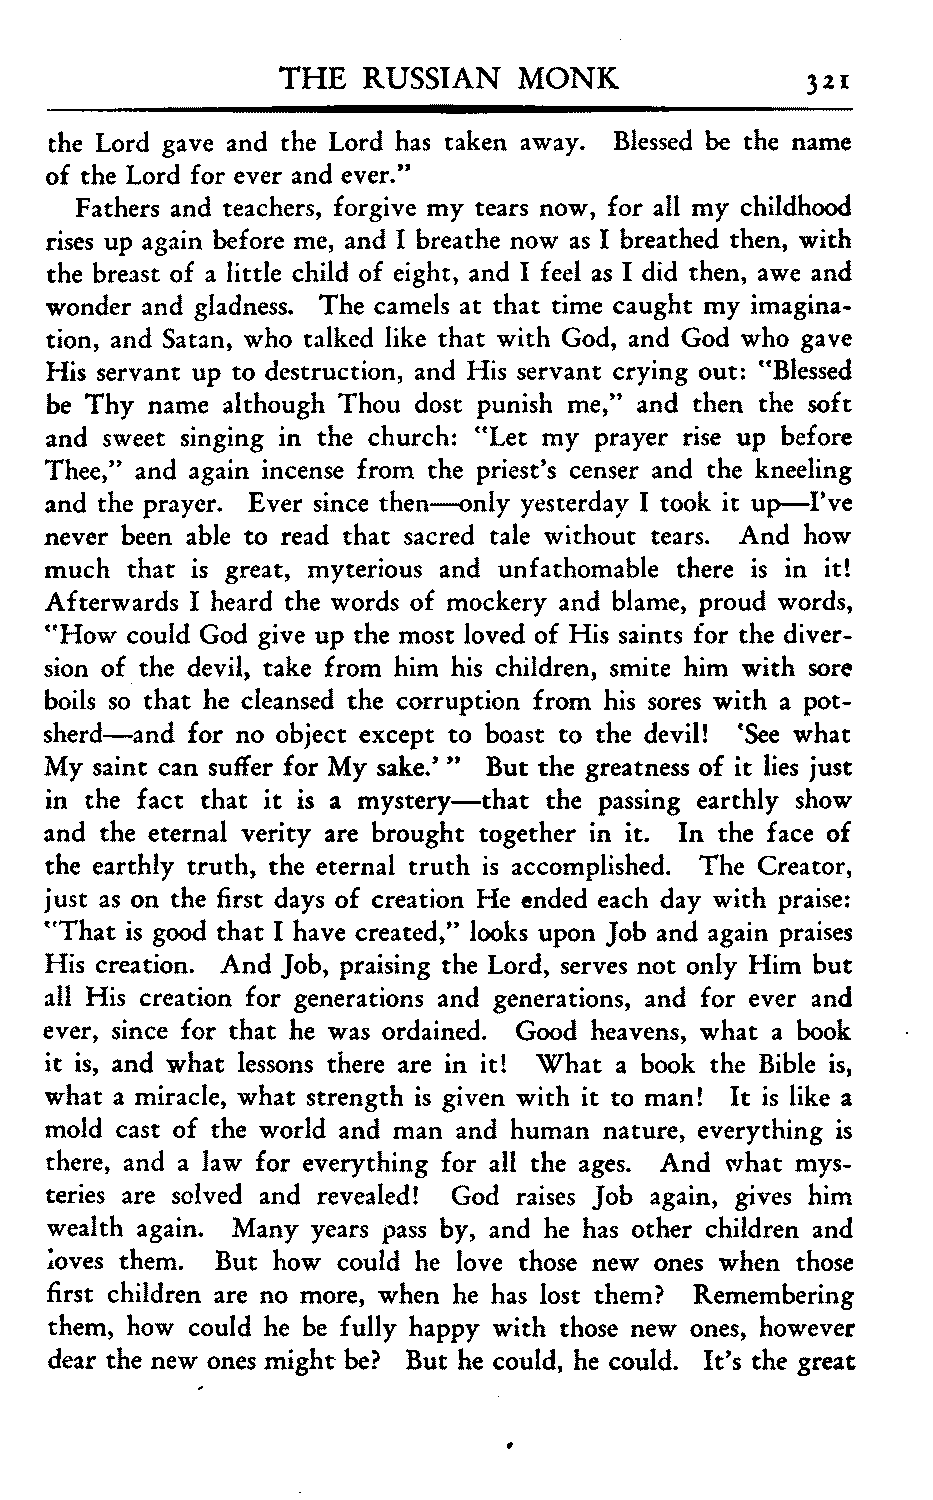 THE RUSSIAN MONK 321
the Lord gave and the Lord has taken away. Blessed be the name
of the Lord for ever and ever."
Fathers and teachers, forgive my tears now, for all my childhood
rises up again before me, and I breathe now as I breathed then, with
the breast of a little child of eight, and I feel as I did then, awe and
wonder and gladness. The camels at that time caught my imagina-
tion, and Satan, who talked like that with God, and God who gave
His servant up to destruction, and His servant crying out: "Blessed
be Thy name although Thou dost punish me," and then the soft
and sweet singing in the church: "Let my prayer rise up before
Thee," and again incense from the priest's censer and the kneeling
and the prayer. Ever since then—only yesterday I took it up—I've
never been able to read that sacred tale without tears. And how
much that is great, myterious and unfathomable there is in it!
Afterwards I heard the words of mockery and blame, proud words,
"How could God give up the most loved of His saints for the diver-
sion of the devil, take from him his children, smite him with sore
boils so that he cleansed the corruption from his sores with a pot-
sherd—and for no object except to boast to the devil! 'See what
My saint can suffer for My sake.' " But the greatness of it lies just
in the fact that it is a mystery—that the passing earthly show
and the eternal verity are brought together in it. In the face of
the earthly truth, the eternal truth is accomplished. The Creator,
just as on the first days of creation He ended each day with praise:
"That is good that I have created," looks upon Job and again praises
His creation. And Job, praising the Lord, serves not only Him but
all His creation for generations and generations, and for ever and
ever, since for that he was ordained. Good heavens, what a book
it is, and what lessons there are in it! What a book the Bible is,
what a miracle, what strength is given with it to man! It is like a
mold cast of the world and man and human nature, everything is
there, and a law for everything for all the ages. And what mys-
teries are solved and revealed! God raises Job again, gives him
wealth again. Many years pass by, and he has other children and
loves them. But how could he love those new ones when those
first children are no more, when he has lost them? Remembering
them, how could he be fully happy with those new ones, however
dear the new ones might be? But he could, he could. It's the great